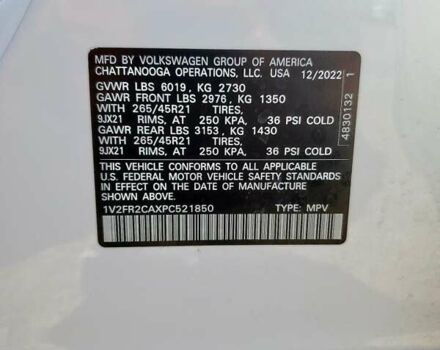 MFD BY VOLKSWAGEN GROUP OF AMERICA
CHATTANOOGA OPERATIONS, LLC. USA 12/2022
GVWR LBS 6019, KG 2730
GAWR FRONT LBS 2976, KG 1350
WITH 265/45R21 TIRES,
9JX21 RIMS, AT 250 KPA, 36 PSI COLD
GAWR REAR LBS 3153, KG 1430
WITH 265/45R21 TIRES,
9JX21 RIMS, AT 250 KPA, 36 PSI COLD
THIS VEHICLE CONFORMS TO ALL APPLICABLE
U.S. FEDERAL MOTOR VEHICLE SAFETY STANDARDS
IN EFFECT ON THE DATE OF MANUFACTURE
SHOWN ABOVE.
1V2FR2CAXPC521850 TYPE: MPV
4830132 1